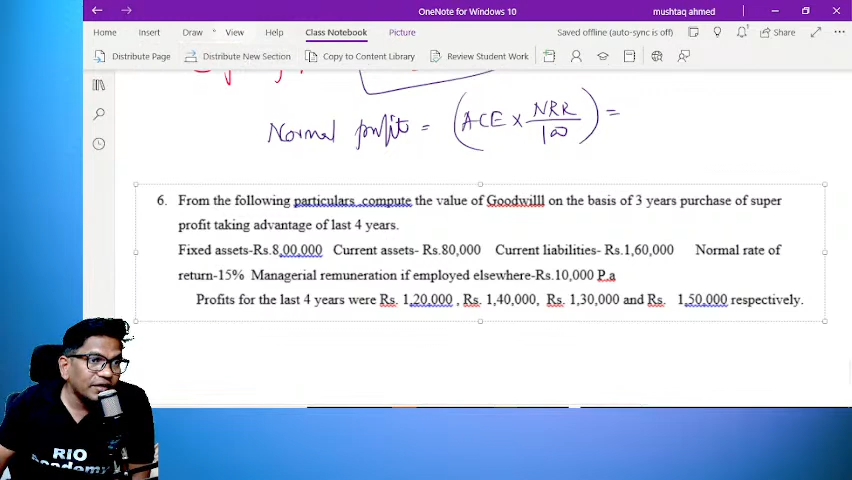 OneNote for Windows 10
mushtaq ahmed
Home Insert Draw View Help Class Notebook Picture
Saved offline (auto-sync is off)
Share
Distribute Page Distribute New Section Copy to Content Library Review Student Work
Normal profit = (ACE x NRR/100) =
6. From the following particulars compute the value of Goodwilll on the basis of 3 years purchase of super
profit taking advantage of last 4 years.
Fixed assets-Rs.8,00,000 Current assets- Rs.80,000 Current liabilities- Rs.1,60,000 Normal rate of
return-15% Managerial remuneration if employed elsewhere-Rs.10,000 P.a
Profits for the last 4 years were Rs. 1,20,000 , Rs. 1,40,000, Rs. 1,30,000 and Rs. 1,50,000 respectively.
RIO
Academy